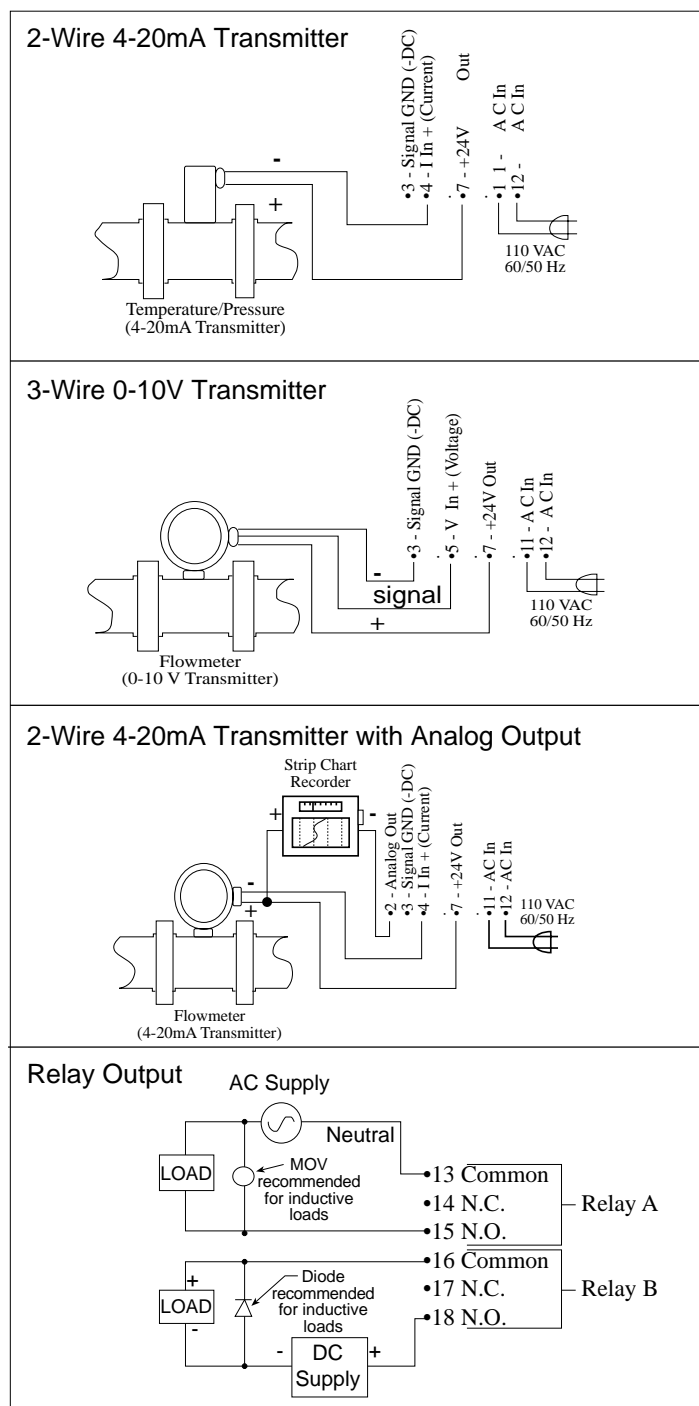 2-Wire 4-20mA Transmitter
3 - Signal GND (-DC)
4 - I In + (Current)
7 - +24V Out
1 1 - A C In
12 - A C In
-
+
110 VAC
60/50 Hz
Temperature/Pressure
(4-20mA Transmitter)
3-Wire 0-10V Transmitter
3 - Signal GND (-DC)
5 - V In + (Voltage)
7 - +24V Out
11 - A C In
12 - A C In
-
signal
+
110 VAC
60/50 Hz
Flowmeter
(0-10 V Transmitter)
2-Wire 4-20mA Transmitter with Analog Output
Strip Chart
Recorder
+
-
2 - Analog Out
3 - Signal GND (-DC)
4 - I In + (Current)
7 - +24V Out
11 - AC In
12 - AC In
-
+
110 VAC
60/50 Hz
Flowmeter
(4-20mA Transmitter)
Relay Output
AC Supply
Neutral
LOAD
MOV
recommended
for inductive
loads
13 Common
14 N.C.
15 N.O.
Relay A
16 Common
17 N.C.
18 N.O.
Relay B
+
LOAD
-
Diode
recommended
for inductive
loads
-
DC
Supply
+